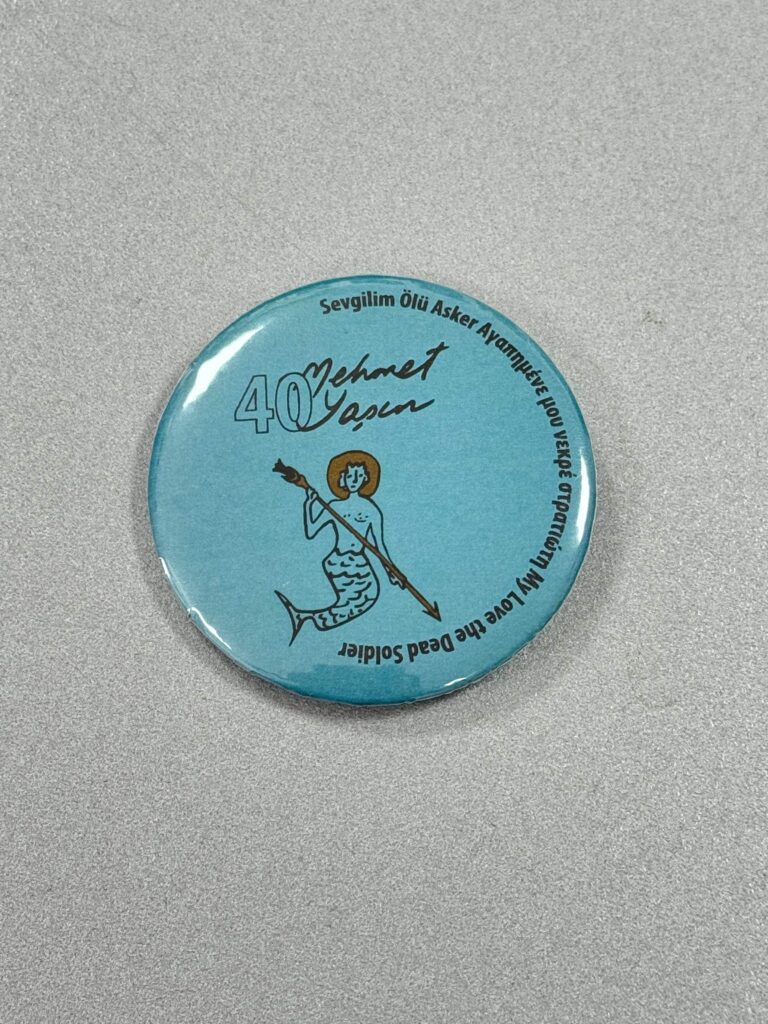 Sevgilim Ölü Asker Αγαπημένε μου νεκρέ στρατιώτη My Love the Dead Soldier
40 Mehmet
Yaşın